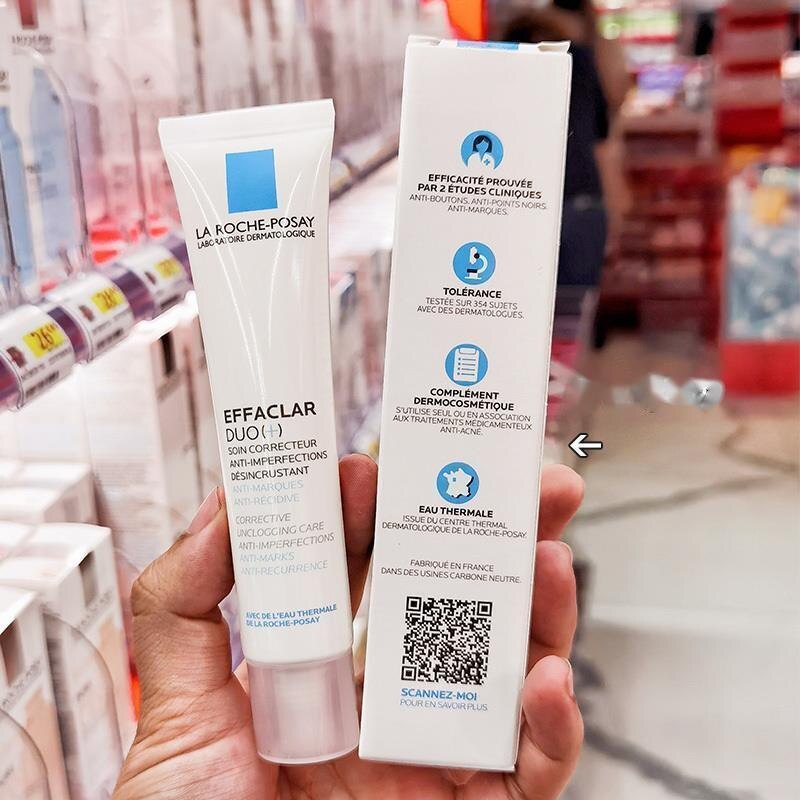 LA ROCHE-POSAY
LABORATOIRE DERMATOLOGIQUE
EFFACLAR
DUO(+)
SOIN CORRECTEUR
ANTI-IMPERFECTIONS
DÉSINCRUSTANT
ANTI-MARQUES
ANTI-RÉCIDIVE
CORRECTIVE
UNCLOGGING CARE
ANTI-IMPERFECTIONS
ANTI-MARKS
ANTI-RECURRENCE
AVEC DE L'EAU THERMALE
DE LA ROCHE-POSAY
EFFICACITÉ PROUVÉE
PAR 2 ÉTUDES CLINIQUES
ANTI-BOUTONS. ANTI-POINTS NOIRS.
ANTI-MARQUES.
TOLÉRANCE
TESTÉE SUR 354 SUJETS
AVEC DES DERMATOLOGUES.
COMPLÉMENT
DERMOCOSMÉTIQUE
S'UTILISE SEUL OU EN ASSOCIATION
AUX TRAITEMENTS MÉDICAMENTEUX
ANTI-ACNÉ.
EAU THERMALE
ISSUE DU CENTRE THERMAL
DERMATOLOGIQUE DE LA ROCHE-POSAY.
FABRIQUÉ EN FRANCE
DANS DES USINES CARBONE NEUTRE.
SCANNEZ-MOI
POUR EN SAVOIR PLUS
26